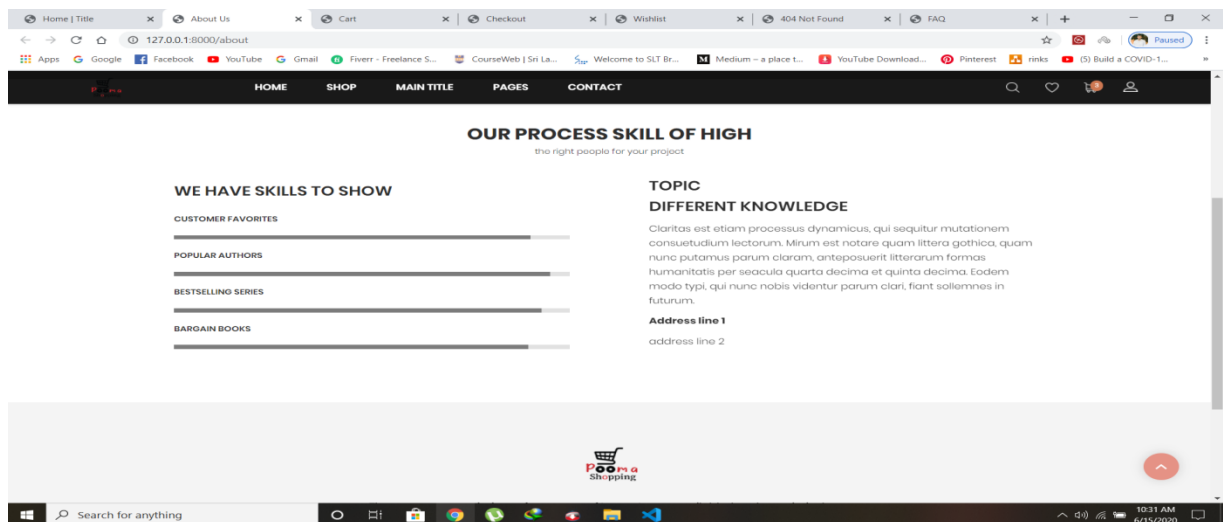 Home | Title
About Us
Cart
Checkout
Wishlist
404 Not Found
FAQ
127.0.0.1:8000/about
Paused
Apps
Google
Facebook
YouTube
Gmail
Fiverr - Freelance S...
CourseWeb | Sri La...
Welcome to SLT Br...
Medium – a place t...
YouTube Download...
Pinterest
rinks
(5) Build a COVID-1...
HOME
SHOP
MAIN TITLE
PAGES
CONTACT
OUR PROCESS SKILL OF HIGH
the right people for your project
WE HAVE SKILLS TO SHOW
CUSTOMER FAVORITES
POPULAR AUTHORS
BESTSELLING SERIES
BARGAIN BOOKS
TOPIC
DIFFERENT KNOWLEDGE
Claritas est etiam processus dynamicus, qui sequitur mutationem
consuetudium lectorum. Mirum est notare quam littera gothica, quam
nunc putamus parum claram, anteposuerit litterarum formas
humanitatis per seacula quarta decima et quinta decima. Eodem
modo typi, qui nunc nobis videntur parum clari, fiant sollemnes in
futurum.
Address line 1
address line 2
Pooma
Shopping
Search for anything
10:31 AM
6/15/2020